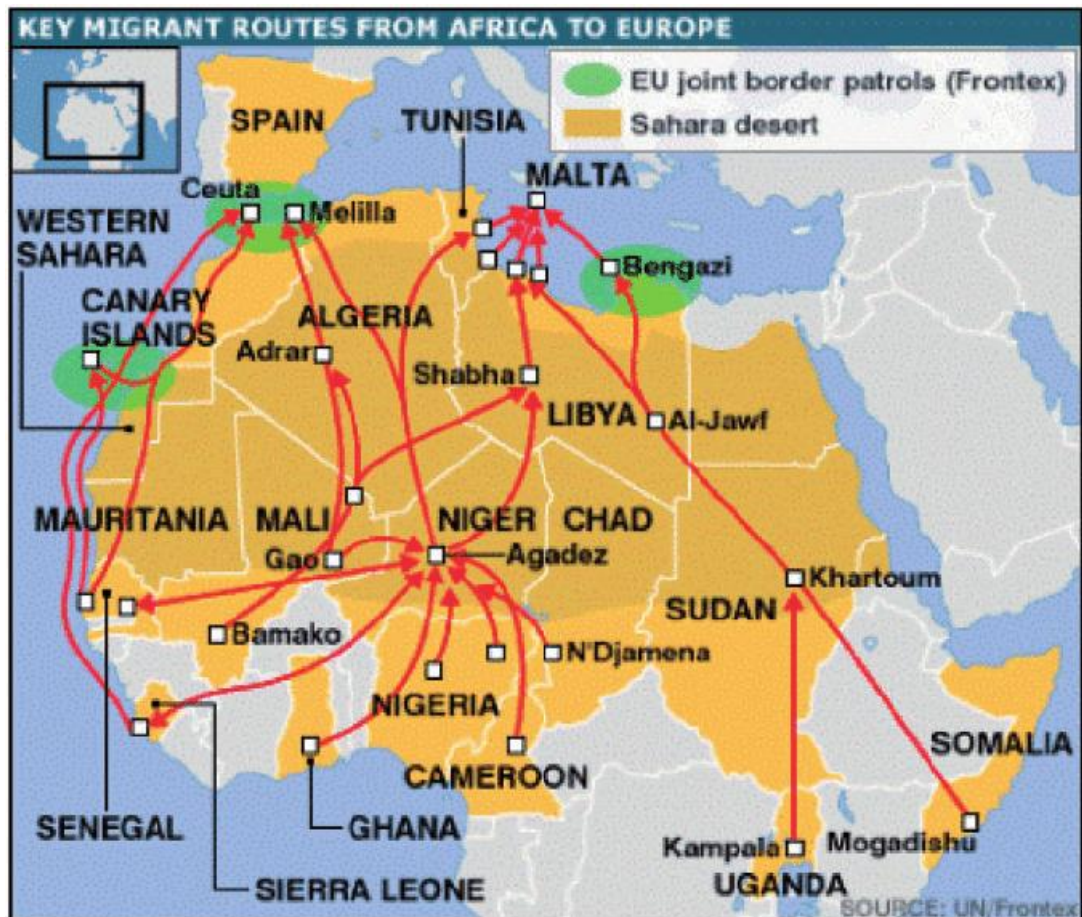 KEY MIGRANT ROUTES FROM AFRICA TO EUROPE
EU joint border patrols (Frontex)
Sahara desert
SPAIN
TUNISIA
MALTA
Ceuta
Melilla
WESTERN
SAHARA
Bengazi
CANARY
ISLANDS
ALGERIA
Adrar
Shabha
LIBYA
Al-Jawf
MAURITANIA
MALI
NIGER
CHAD
Gao
Agadez
Khartoum
SUDAN
Bamako
N'Djamena
NIGERIA
SOMALIA
CAMEROON
SENEGAL
GHANA
Kampala
Mogadishu
UGANDA
SIERRA LEONE
SOURCE: UN/Frontex